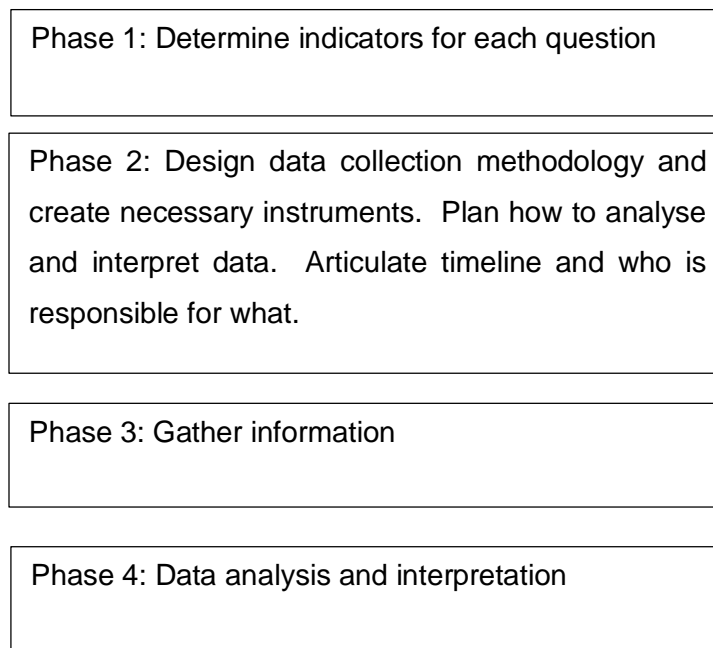 Phase 1: Determine indicators for each question
Phase 2: Design data collection methodology and
create necessary instruments. Plan how to analyse
and interpret data. Articulate timeline and who is
responsible for what.
Phase 3: Gather information
Phase 4: Data analysis and interpretation